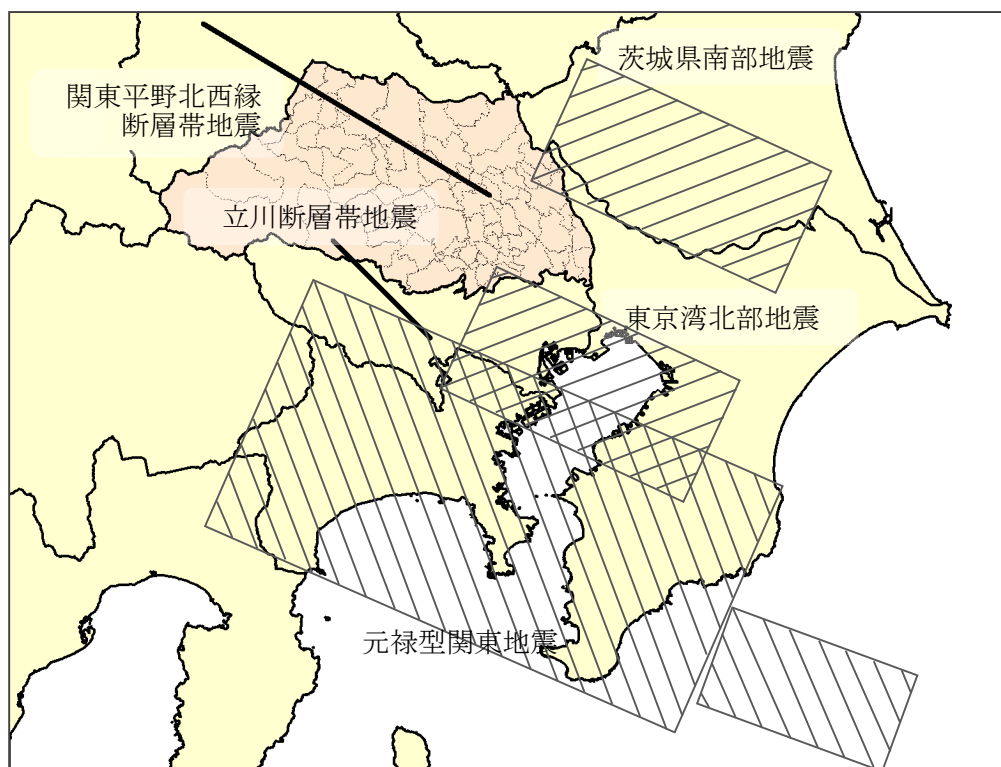 茨城県南部地震
関東平野北西縁
断層帯地震
立川断層帯地震
東京湾北部地震
元禄型関東地震